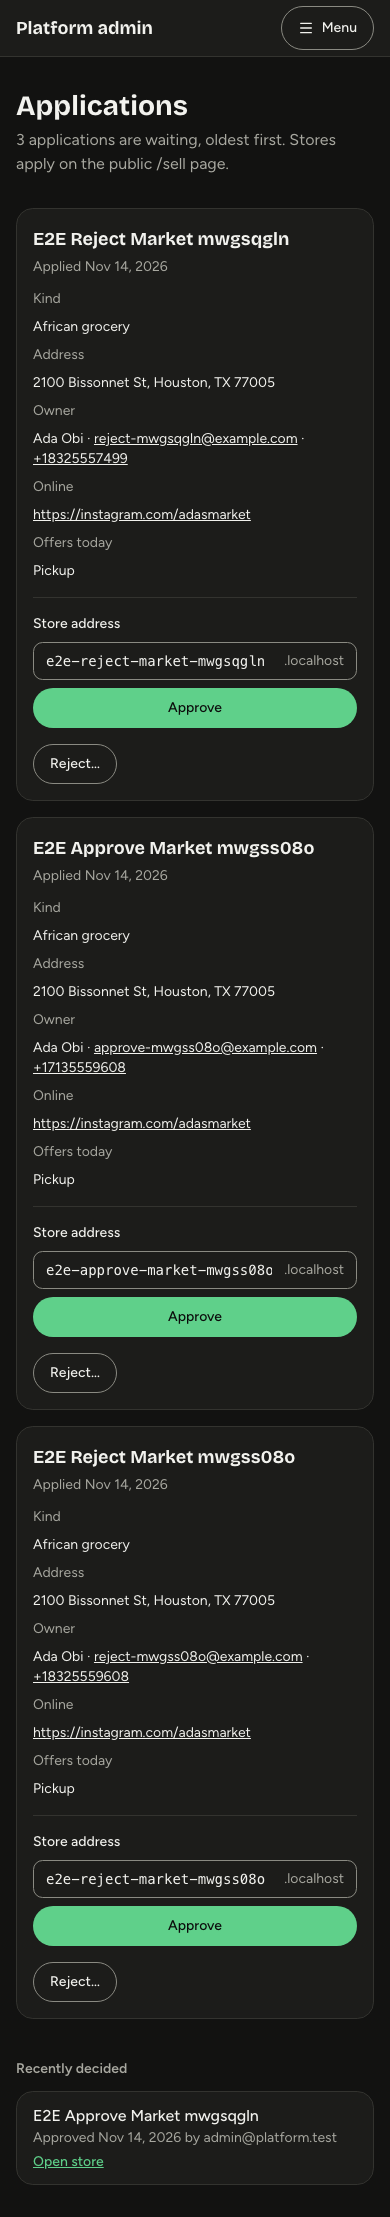 Platform admin
Menu
Applications
3 applications are waiting, oldest first. Stores
apply on the public /sell page.
E2E Reject Market mwgsqgln
Applied Nov 14, 2026
Kind
African grocery
Address
2100 Bissonnet St, Houston, TX 77005
Owner
Ada Obi · reject-mwgsqgln@example.com ·
+18325557499
Online
https://instagram.com/adasmarket
Offers today
Pickup
Store address
e2e-reject-market-mwgsqgln .localhost
Approve
Reject...
E2E Approve Market mwgss08o
Applied Nov 14, 2026
Kind
African grocery
Address
2100 Bissonnet St, Houston, TX 77005
Owner
Ada Obi · approve-mwgss08o@example.com ·
+17135559608
Online
https://instagram.com/adasmarket
Offers today
Pickup
Store address
e2e-approve-market-mwgss08o .localhost
Approve
Reject...
E2E Reject Market mwgss08o
Applied Nov 14, 2026
Kind
African grocery
Address
2100 Bissonnet St, Houston, TX 77005
Owner
Ada Obi · reject-mwgss08o@example.com ·
+18325559608
Online
https://instagram.com/adasmarket
Offers today
Pickup
Store address
e2e-reject-market-mwgss08o .localhost
Approve
Reject...
Recently decided
E2E Approve Market mwgsqgln
Approved Nov 14, 2026 by admin@platform.test
Open store